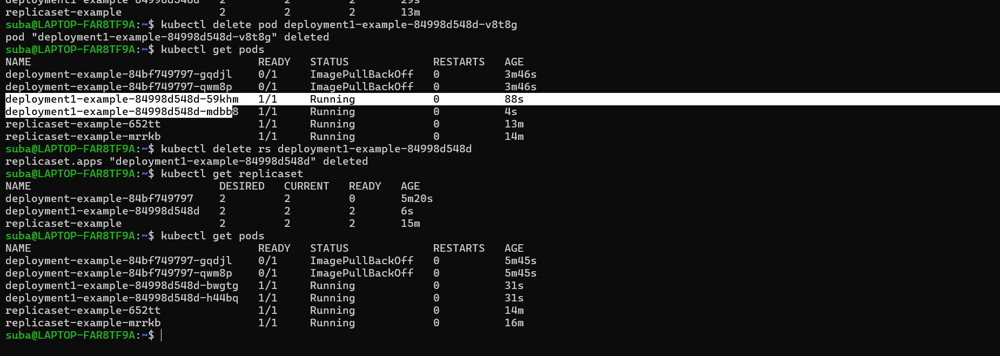 deployment1-example-84998d548d   2         2         2       29s
replicaset-example               2         2         2       13m
suba@LAPTOP-FAR8TF9A:~$ kubectl delete pod deployment1-example-84998d548d-v8t8g
pod "deployment1-example-84998d548d-v8t8g" deleted
suba@LAPTOP-FAR8TF9A:~$ kubectl get pods
NAME                                   READY   STATUS             RESTARTS   AGE
deployment-example-84bf749797-gqdjl    0/1     ImagePullBackOff   0          3m46s
deployment-example-84bf749797-qwm8p    0/1     ImagePullBackOff   0          3m46s
deployment1-example-84998d548d-59khm   1/1     Running            0          88s
deployment1-example-84998d548d-mdbb8   1/1     Running            0          4s
replicaset-example-652tt               1/1     Running            0          13m
replicaset-example-mrrkb               1/1     Running            0          14m
suba@LAPTOP-FAR8TF9A:~$ kubectl delete rs deployment1-example-84998d548d
replicaset.apps "deployment1-example-84998d548d" deleted
suba@LAPTOP-FAR8TF9A:~$ kubectl get replicaset
NAME                             DESIRED   CURRENT   READY   AGE
deployment-example-84bf749797    2         2         0       5m20s
deployment1-example-84998d548d   2         2         2       6s
replicaset-example               2         2         2       15m
suba@LAPTOP-FAR8TF9A:~$ kubectl get pods
NAME                                   READY   STATUS             RESTARTS   AGE
deployment-example-84bf749797-gqdjl    0/1     ImagePullBackOff   0          5m45s
deployment-example-84bf749797-qwm8p    0/1     ImagePullBackOff   0          5m45s
deployment1-example-84998d548d-bwgtg   1/1     Running            0          31s
deployment1-example-84998d548d-h44bq   1/1     Running            0          31s
replicaset-example-652tt               1/1     Running            0          14m
replicaset-example-mrrkb               1/1     Running            0          16m
suba@LAPTOP-FAR8TF9A:~$